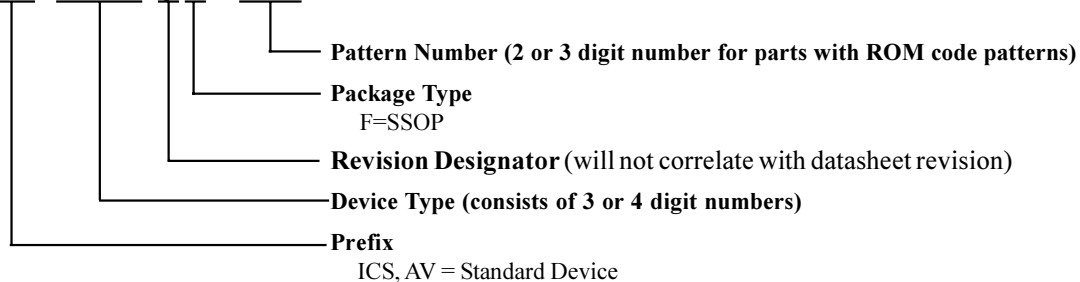 Pattern Number (2 or 3 digit number for parts with ROM code patterns)
Package Type
F=SSOP
Revision Designator (will not correlate with datasheet revision)
Device Type (consists of 3 or 4 digit numbers)
Prefix
ICS, AV = Standard Device